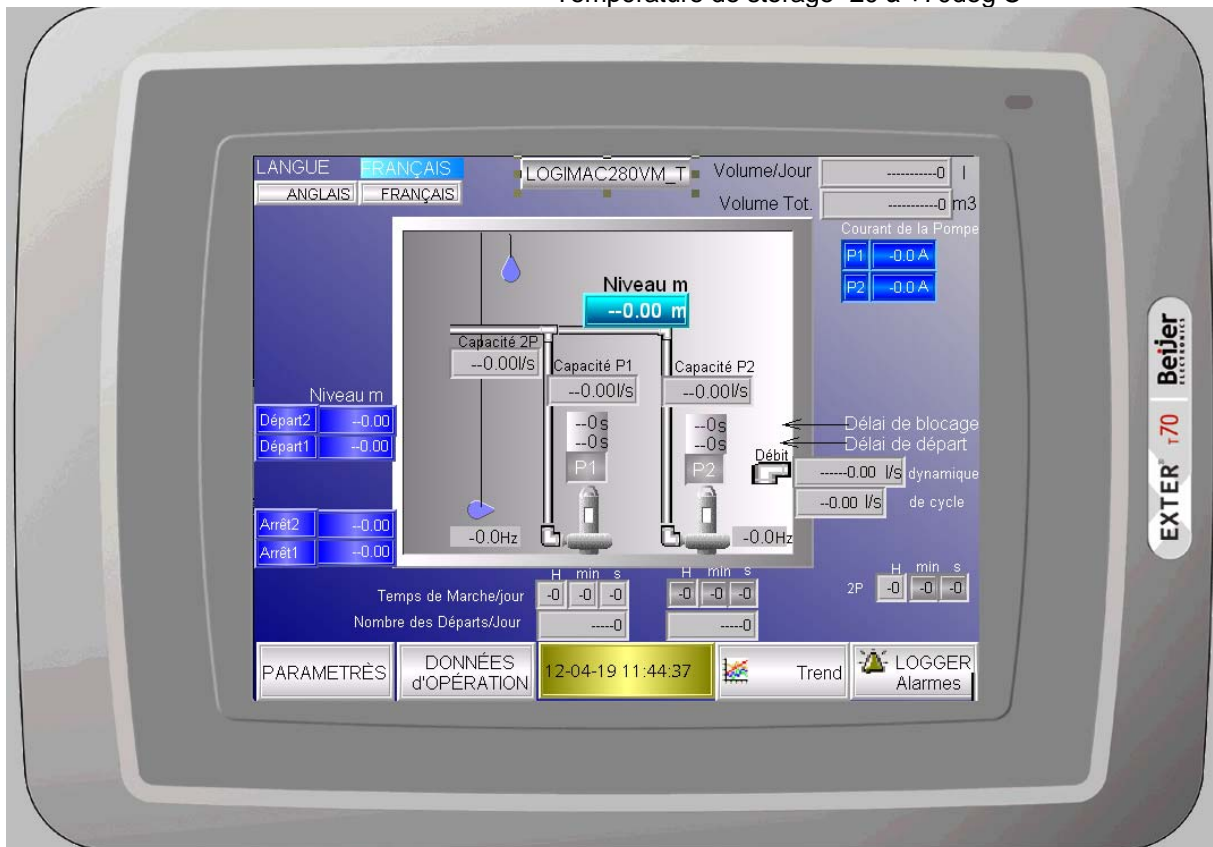 LANGUE FRANÇAIS
ANGLAIS FRANÇAIS
LOGIMAC280VM_T
Volume/Jour ----------0 l
Volume Tot. ----------0 m3
Courant de la Pompe
P1 -0.0 A
P2 -0.0 A
Niveau m
--0.00 m
Capacité 2P
--0.00l/s
Capacité P1
--0.00l/s
Capacité P2
--0.00l/s
Niveau m
Départ2 --0.00
Départ1 --0.00
Arrêt2 --0.00
Arrêt1 --0.00
--0s
--0s
P1
--0s
--0s
P2
Délai de blocage
Délai de départ
Débit
------0.00 l/s dynamique
--0.00 l/s de cycle
-0.0Hz
-0.0Hz
H min s
H min s
H min s
Temps de Marche/jour -0 -0 -0 -0 -0 -0
2P -0 -0 -0
Nombre des Départs/Jour -----0 -----0
PARAMETRÈS
DONNÉES
d'OPÉRATION
12-04-19 11:44:37
Trend
LOGGER
Alarmes
EXTER® T70 Beijer
ELECTRONICS